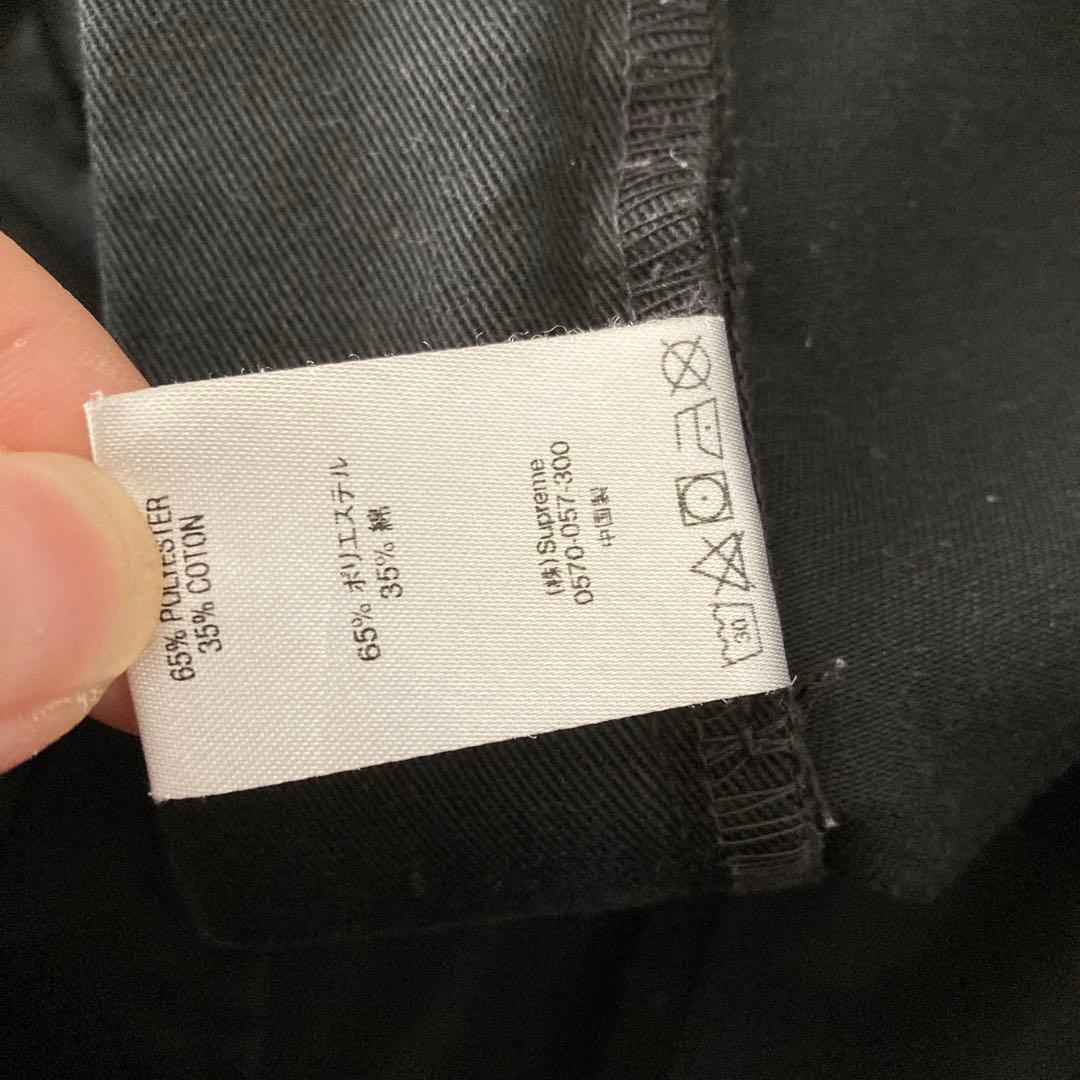 65% POLYESTER
35% COTON
65% ポリエステル
35% 綿
(株)Supreme
0570-057-300
中国製
30